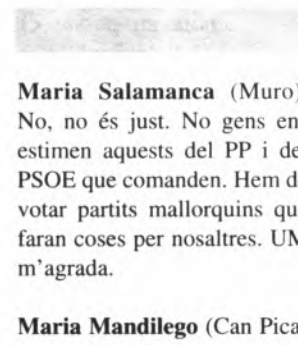 Maria Salamanca (Muro)
No, no és just. No gens en
estimen aquests del PP i de
PSOE que comanden. Hem d
votar partits mallorquins qu
faran coses per nosaltres. UM
m'agrada.
Maria Mandilego (Can Pica